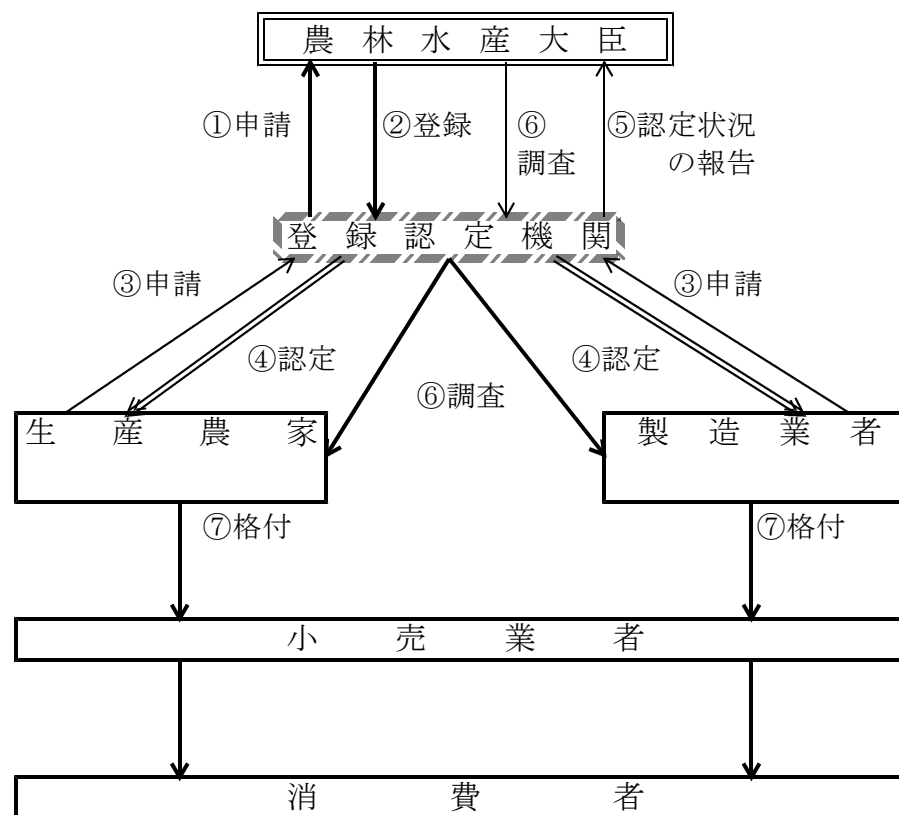 農林水産大臣
①申請
②登録
⑥
調査
⑤認定状況
の報告
登録認定機関
③申請
③申請
④認定
④認定
⑥調査
生産農家
製造業者
⑦格付
⑦格付
小売業者
消費者